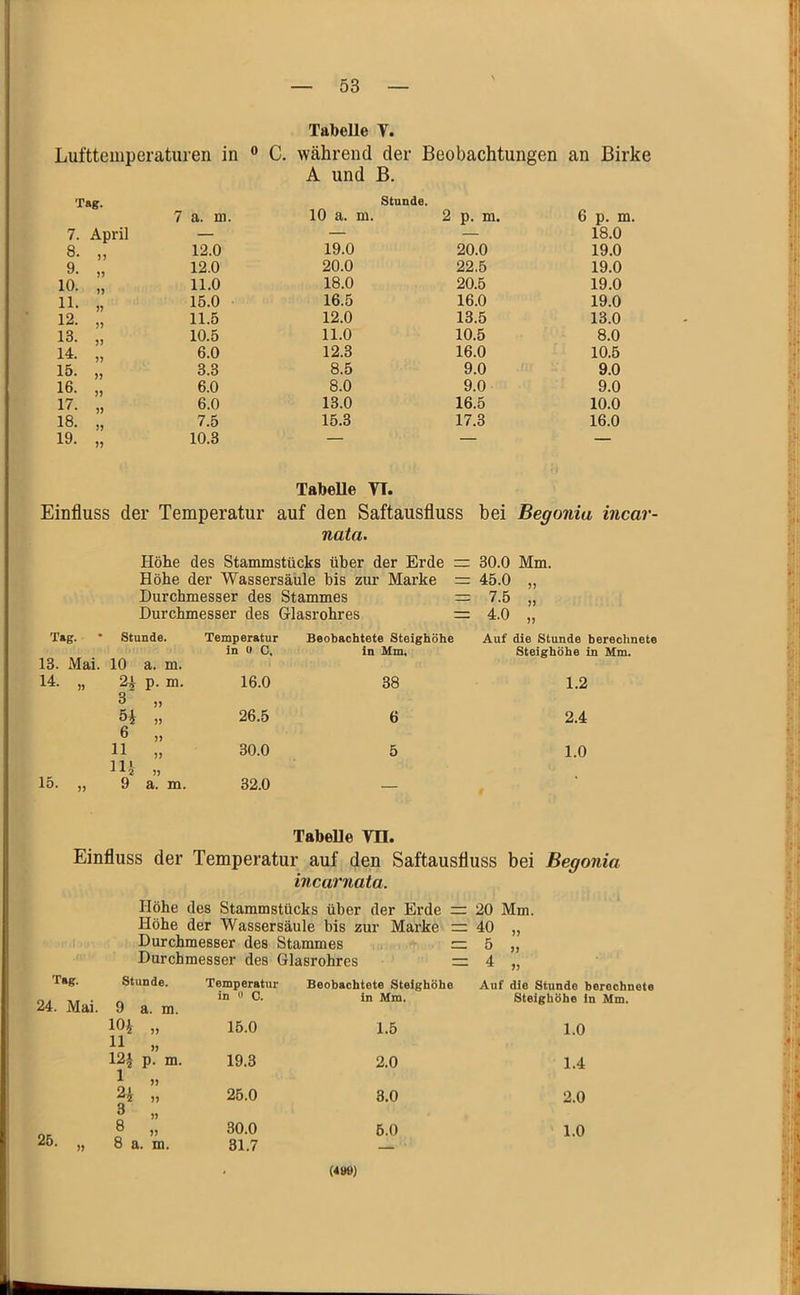 — 53 —
Tabelle V.
Lufttemperaturen in ° C. während der Beobachtungen an Birke
A und B.
Tag. Stunde.
7 a. m. 10 a. m. 2 p. m. 6 p. m.
7. April — — — 18.0
8. „ 12.0 19.0 20.0 19.0
9. „ 12.0 20.0 22.5 19.0
10. „ 11.0 18.0 20.5 19.0
11. „ 15.0 16.5 16.0 19.0
12. „ 11.5 12.0 13.5 13.0
13. „ 10.5 11.0 10.5 8.0
14. „ 6.0 12.3 16.0 10.5
15. „ 3.3 8.5 9.0 9.0
16. „ 6.0 8.0 9.0 9.0
17. „ 6.0 13.0 16.5 10.0
18. „ 7.5 15.3 17.3 16.0
19. „ 10.3 — — —
Tabelle VI.
Einfluss der Temperatur auf den Saftausfluss bei Begonia incar-
nata.
Höhe des Stammstücks über der Erde = 30.0 Mm.
Höhe der Wassersäule bis zur Marke = 45.0 „
Durchmesser des Stammes = 7.5 „
Durchmesser des Glasrohres = 4.0 „
Tag. Stunde. Temperatur Beobachtete Steighöhe Auf die Stunde berechnete
in ° C. in Mm. Steighöhe in Mm.
13. Mai. 10 a. m.
14. „ 2½ p. m. 16.0 38 1.2
3 „
5½ „ 26.5 6 2.4
6 „
11 „ 30.0 5 1.0
11½ „
15. „ 9 a. m. 32.0 —
Tabelle VII.
Einfluss der Temperatur auf den Saftausfluss bei Begonia
incarnata.
Höhe des Stammstücks über der Erde = 20 Mm.
Höhe der Wassersäule bis zur Marke = 40 „
Durchmesser des Stammes = 5 „
Durchmesser des Glasrohres = 4 „
Tag. Stunde. Temperatur Beobachtete Steighöhe Auf die Stunde berechnete
in ° C. in Mm. Steighöhe in Mm.
24. Mai. 9 a. m.
10½ „ 15.0 1.5 1.0
11 „
12½ p. m. 19.3 2.0 1.4
1 „
2½ „ 25.0 3.0 2.0
3 „
8 „ 30.0 5.0 1.0
25. „ 8 a. m. 31.7 —
(499)